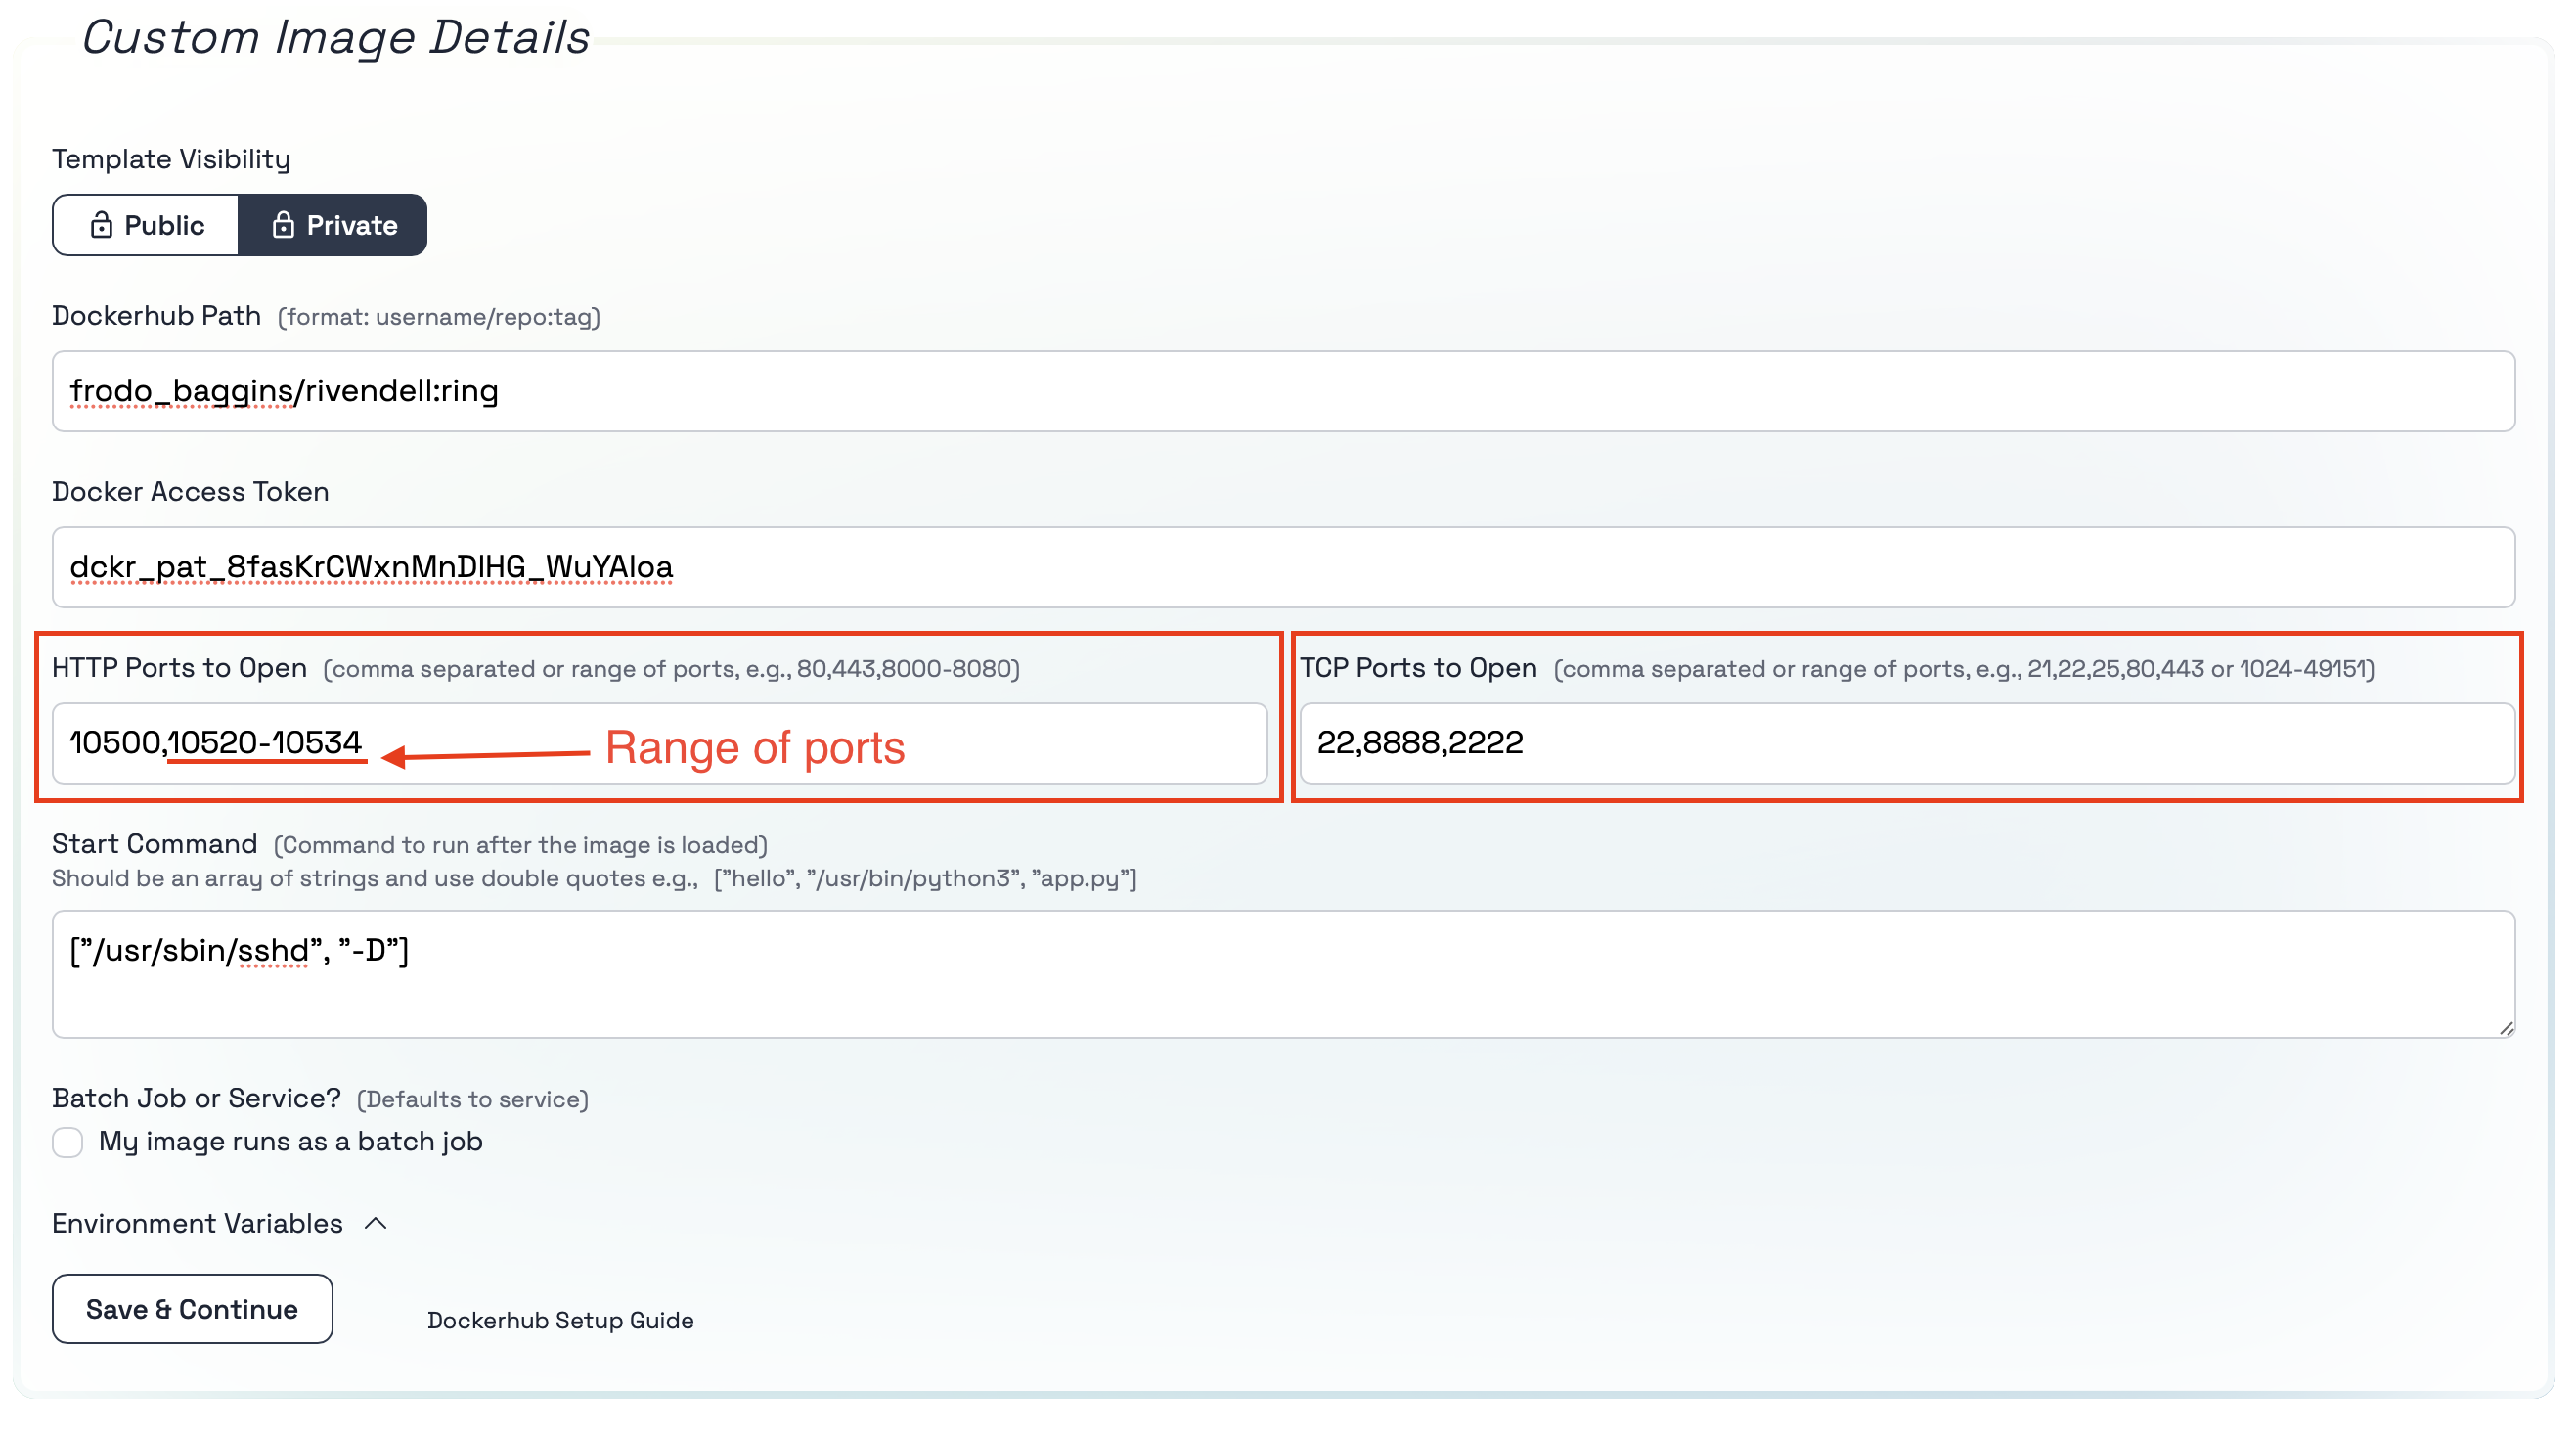 Custom Image Details
Template Visibility
Public Private
Dockerhub Path (format: username/repo:tag)
frodo_baggins/rivendell:ring
Docker Access Token
dckr_pat_8fasKrCWxnMnDlHG_WuYAloa
HTTP Ports to Open (comma separated or range of ports, e.g., 80,443,8000-8080)
10500,10520-10534
Range of ports
TCP Ports to Open (comma separated or range of ports, e.g., 21,22,25,80,443 or 1024-49151)
22,8888,2222
Start Command (Command to run after the image is loaded)
Should be an array of strings and use double quotes e.g., ["hello", "/usr/bin/python3", "app.py"]
["/usr/sbin/sshd", "-D"]
Batch Job or Service? (Defaults to service)
My image runs as a batch job
Environment Variables
Save & Continue
Dockerhub Setup Guide